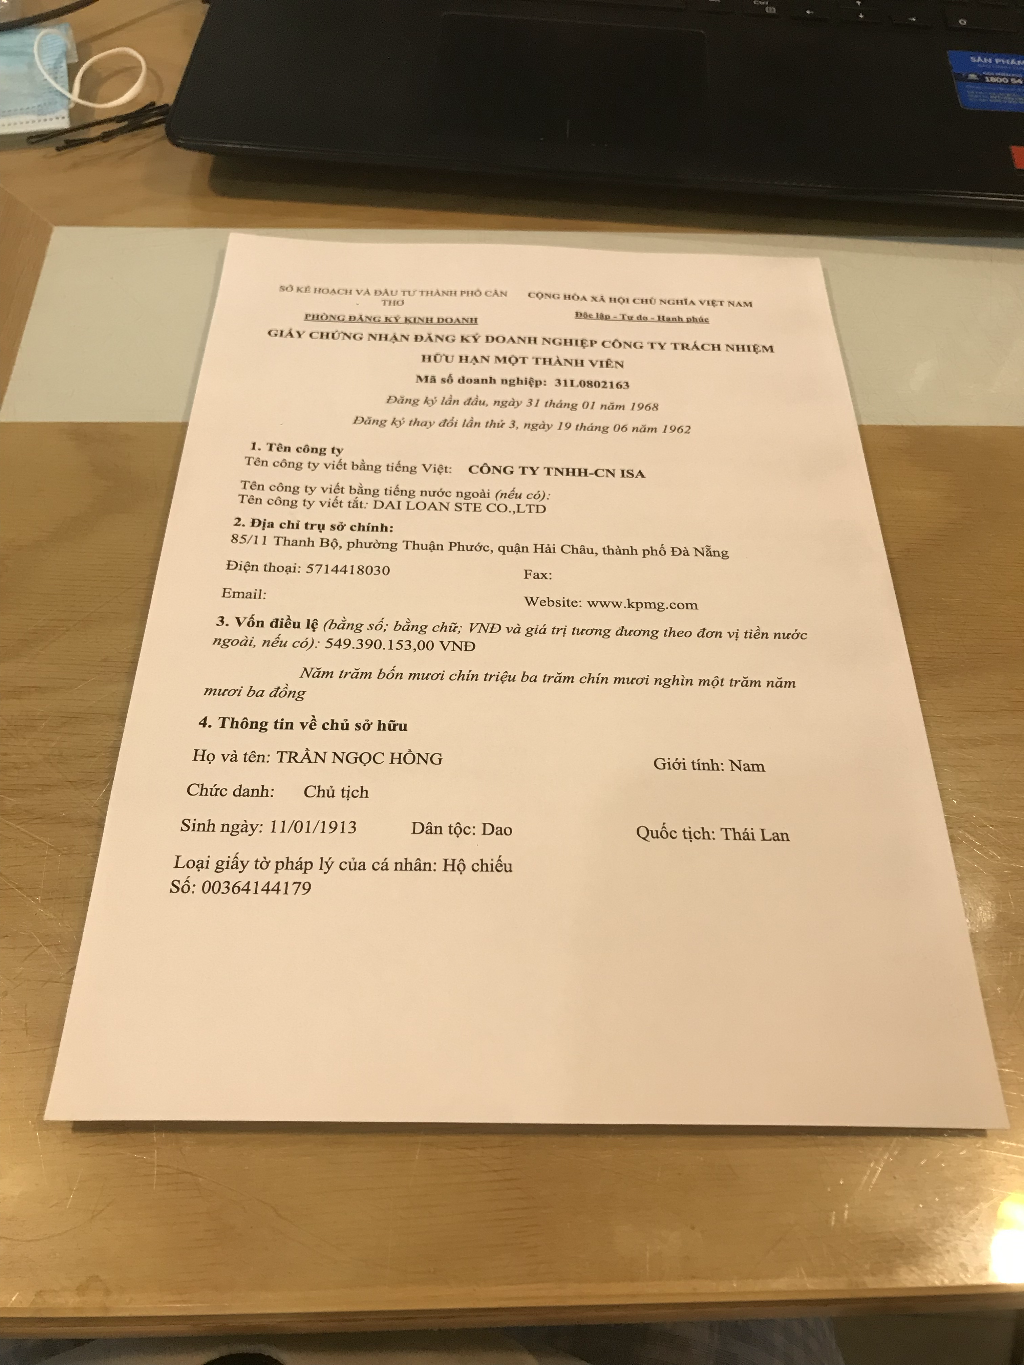 SẢN PHẨM
1800 54
SỞ KẾ HOẠCH VÀ ĐẦU TƯ THÀNH PHỐ CẦN
THƠ
CỘNG HÒA XÃ HỘI CHỦ NGHĨA VIỆT NAM
PHÒNG ĐĂNG KÝ KINH DOANH
Độc lập - Tự do - Hạnh phúc
GIẤY CHỨNG NHẬN ĐĂNG KÝ DOANH NGHIỆP CÔNG TY TRÁCH NHIỆM
HỮU HẠN MỘT THÀNH VIÊN
Mã số doanh nghiệp: 31L0802163
Đăng ký lần đầu, ngày 31 tháng 01 năm 1968
Đăng ký thay đổi lần thứ 3, ngày 19 tháng 06 năm 1962
1. Tên công ty
Tên công ty viết bằng tiếng Việt: CÔNG TY TNHH-CN ISA
Tên công ty viết bằng tiếng nước ngoài (nếu có):
Tên công ty viết tắt: DAI LOAN STE CO.,LTD
2. Địa chỉ trụ sở chính:
85/11 Thanh Bộ, phường Thuận Phước, quận Hải Châu, thành phố Đà Nẵng
Điện thoại: 5714418030 Fax:
Email: Website: www.kpmg.com
3. Vốn điều lệ (bằng số; bằng chữ; VNĐ và giá trị tương đương theo đơn vị tiền nước
ngoài, nếu có): 549.390.153,00 VNĐ
Năm trăm bốn mươi chín triệu ba trăm chín mươi nghìn một trăm năm
mươi ba đồng
4. Thông tin về chủ sở hữu
Họ và tên: TRẦN NGỌC HỒNG Giới tính: Nam
Chức danh: Chủ tịch
Sinh ngày: 11/01/1913 Dân tộc: Dao Quốc tịch: Thái Lan
Loại giấy tờ pháp lý của cá nhân: Hộ chiếu
Số: 00364144179